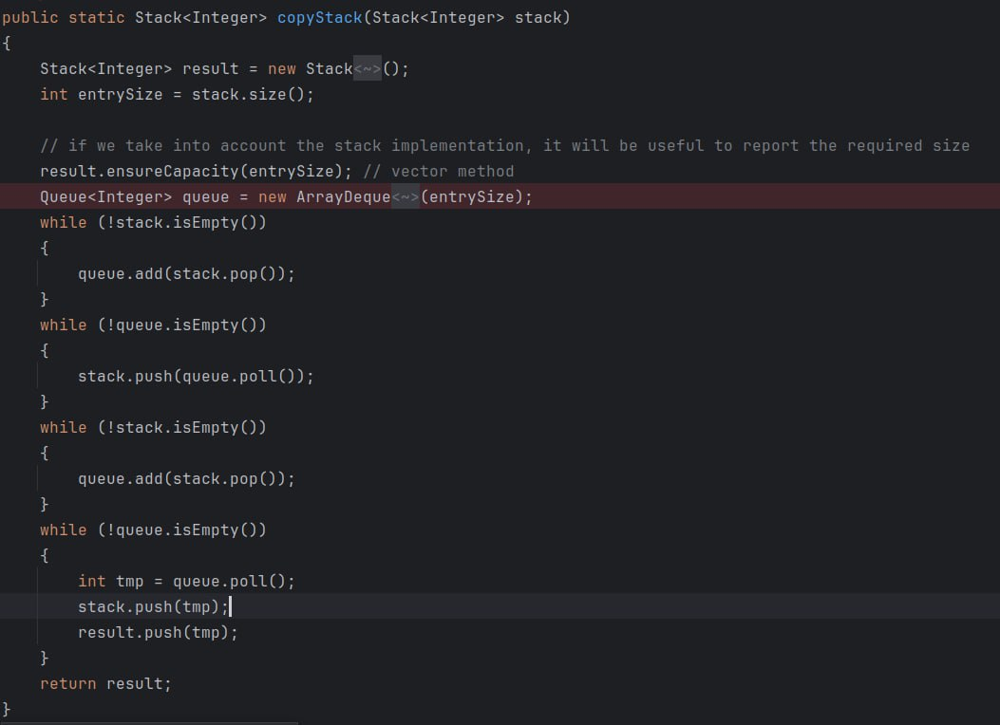 public static Stack<Integer> copyStack(Stack<Integer> stack)
{
    Stack<Integer> result = new Stack<~>();
    int entrySize = stack.size();

    // if we take into account the stack implementation, it will be useful to report the required size
    result.ensureCapacity(entrySize); // vector method
    Queue<Integer> queue = new ArrayDeque<~>(entrySize);
    while (!stack.isEmpty())
    {
        queue.add(stack.pop());
    }
    while (!queue.isEmpty())
    {
        stack.push(queue.poll());
    }
    while (!stack.isEmpty())
    {
        queue.add(stack.pop());
    }
    while (!queue.isEmpty())
    {
        int tmp = queue.poll();
        stack.push(tmp);
        result.push(tmp);
    }
    return result;
}